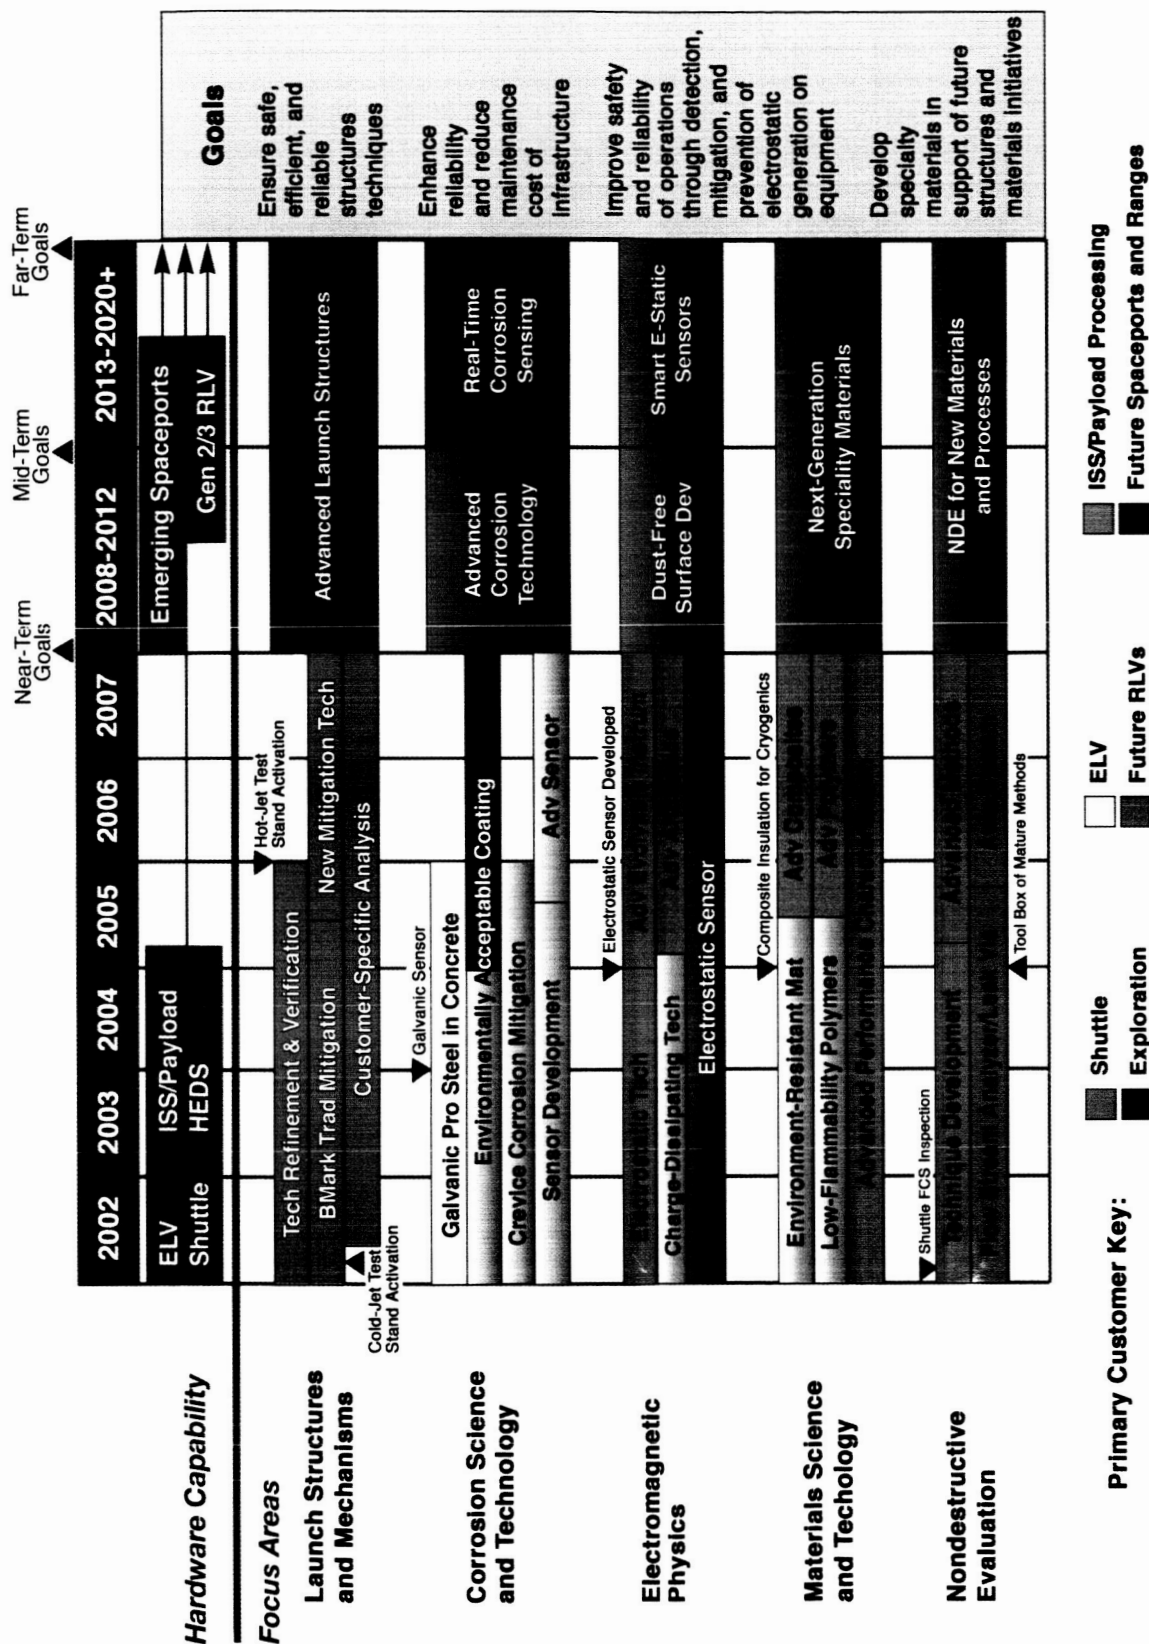 Near-Term
Goals
Mid-Term
Goals
Far-Term
Goals
2002
2003
2004
2005
2006
2007
2008-2012
2013-2020+
Hardware Capability
ELV
ISS/Payload
Shuttle
HEDS
Emerging Spaceports
Gen 2/3 RLV
Goals
Focus Areas
Launch Structures
and Mechanisms
Hot-Jet Test
Stand Activation
Tech Refinement & Verification
BMark Trad Mitigation
New Mitigation Tech
Customer-Specific Analysis
Cold-Jet Test
Stand Activation
Advanced Launch Structures
Ensure safe,
efficient, and
reliable
structures
techniques
Corrosion Science
and Technology
Galvanic Sensor
Galvanic Pro Steel in Concrete
Environmentally Acceptable Coating
Crevice Corrosion Mitigation
Sensor Development
Adv Sensor
Advanced
Corrosion
Technology
Real-Time
Corrosion
Sensing
Enhance
reliability
and reduce
maintenance
cost of
infrastructure
Electromagnetic
Physics
Electrostatic Sensor Developed
Electrostatic Tech
Charge-Dissipating Tech
Electrostatic Sensor
Dust-Free
Surface Dev
Smart E-Static
Sensors
Improve safety
and reliability
of operations
through detection,
mitigation, and
prevention of
electrostatic
generation on
equipment
Materials Science
and Techology
Composite Insulation for Cryogenics
Environment-Resistant Mat
Adv Composites
Low-Flammability Polymers
Adv Polymers
Advanced Performance
Next-Generation
Speciality Materials
Develop
specialty
materials in
support of future
structures and
materials initiatives
Nondestructive
Evaluation
Shuttle FCS Inspection
Technique Development
Tool Box of Mature Methods
NDE for New Materials
and Processes
Primary Customer Key:
Shuttle
ELV
ISS/Payload Processing
Exploration
Future RLVs
Future Spaceports and Ranges